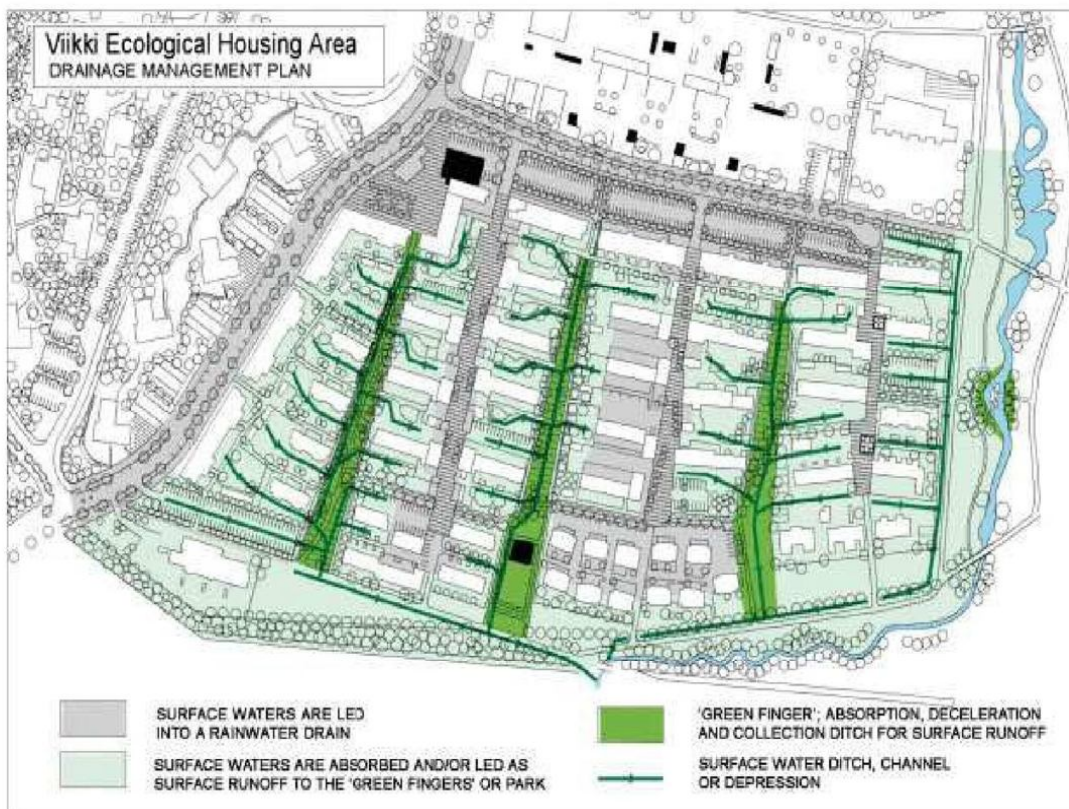 Viikki Ecological Housing Area
DRAINAGE MANAGEMENT PLAN
SURFACE WATERS ARE LED
INTO A RAINWATER DRAIN
SURFACE WATERS ARE ABSORBED AND/OR LED AS
SURFACE RUNOFF TO THE 'GREEN FINGERS' OR PARK
'GREEN FINGER'; ABSORPTION, DECELERATION
AND COLLECTION DITCH FOR SURFACE RUNOFF
SURFACE WATER DITCH, CHANNEL
OR DEPRESSION